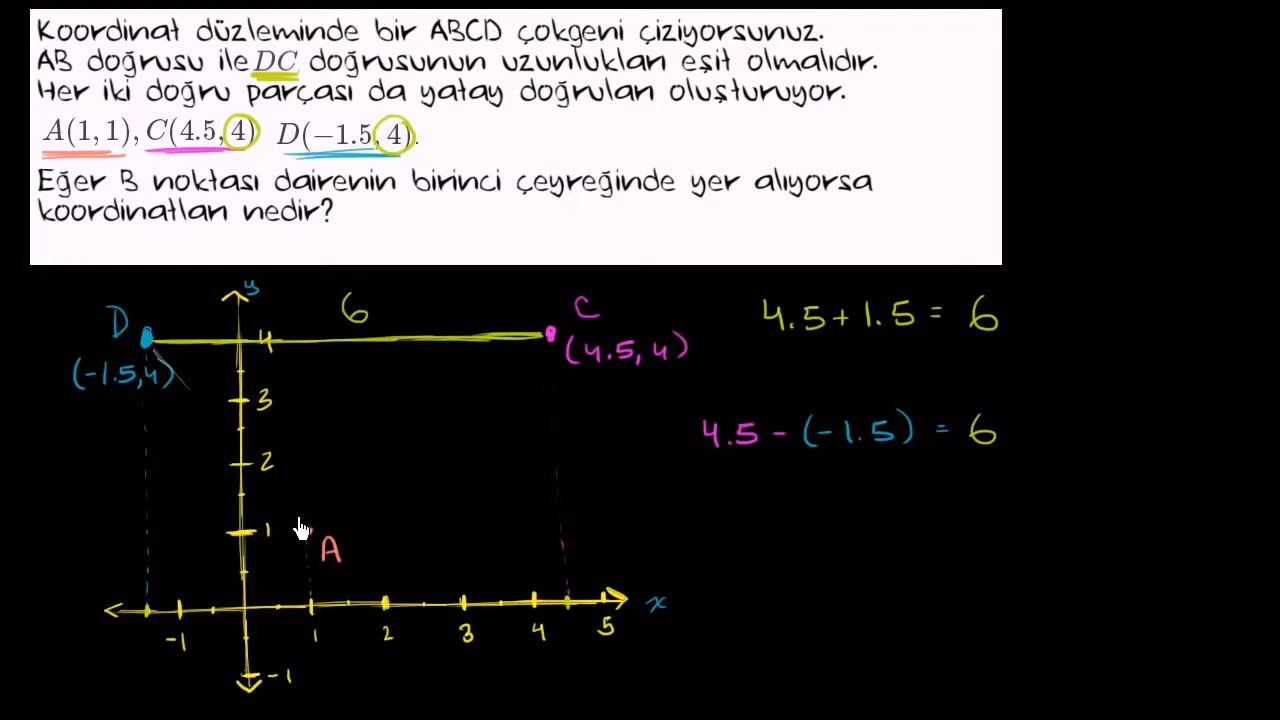 Koordinat düzleminde bir ABCD çokgeni çiziyorsunuz.
AB doğrusu ile DC doğrusunun uzunlukları eşit olmalıdır.
Her iki doğru parçası da yatay doğruları oluşturuyor.
A(1,1), C(4.5,4) D(−1.5,4).
Eğer B noktası dairenin birinci çeyreğinde yer alıyorsa
koordinatları nedir?
y
D
6
C
4.5+1.5= 6
4
(4.5, 4)
(-1.5,4)
3
4.5 - (-1.5) = 6
2
1
A
x
-1 1 2 3 4 5
-1